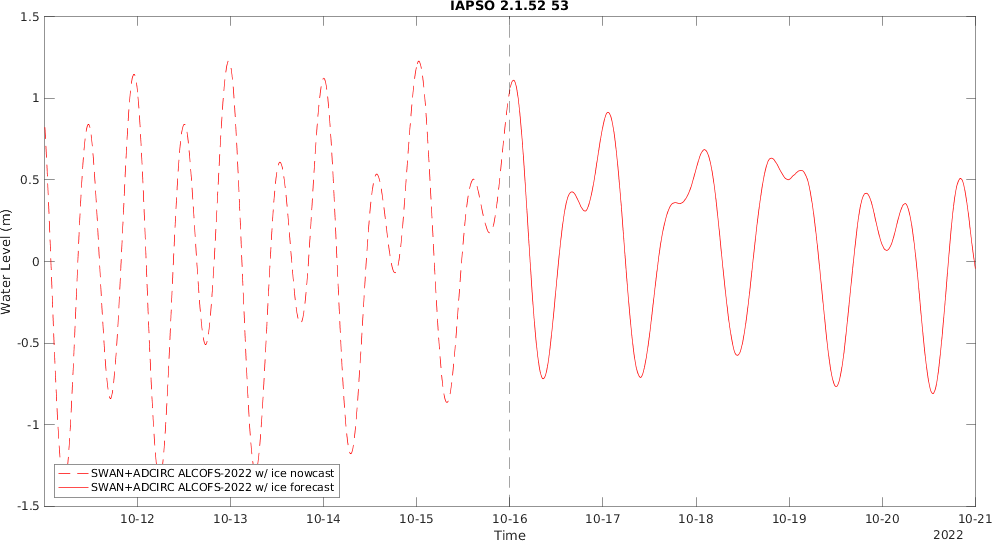 IAPSO 2.1.52 53
1.5
1
0.5
0
-0.5
-1
-1.5
Water Level (m)
SWAN+ADCIRC ALCOFS-2022 w/ ice nowcast
SWAN+ADCIRC ALCOFS-2022 w/ ice forecast
10-12 10-13 10-14 10-15 10-16 10-17 10-18 10-19 10-20 10-21
Time
2022